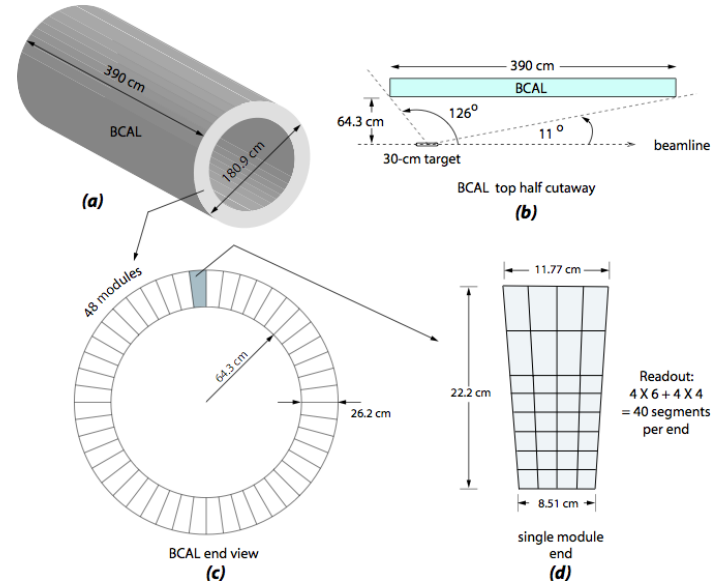 390 cm
BCAL
180.9 cm
(a)
390 cm
BCAL
64.3 cm
126o
11 o
beamline
30-cm target
BCAL top half cutaway
(b)
48 modules
64.3 cm
26.2 cm
BCAL end view
(c)
11.77 cm
22.2 cm
Readout:
4 X 6 + 4 X 4
= 40 segments
per end
8.51 cm
single module
end
(d)